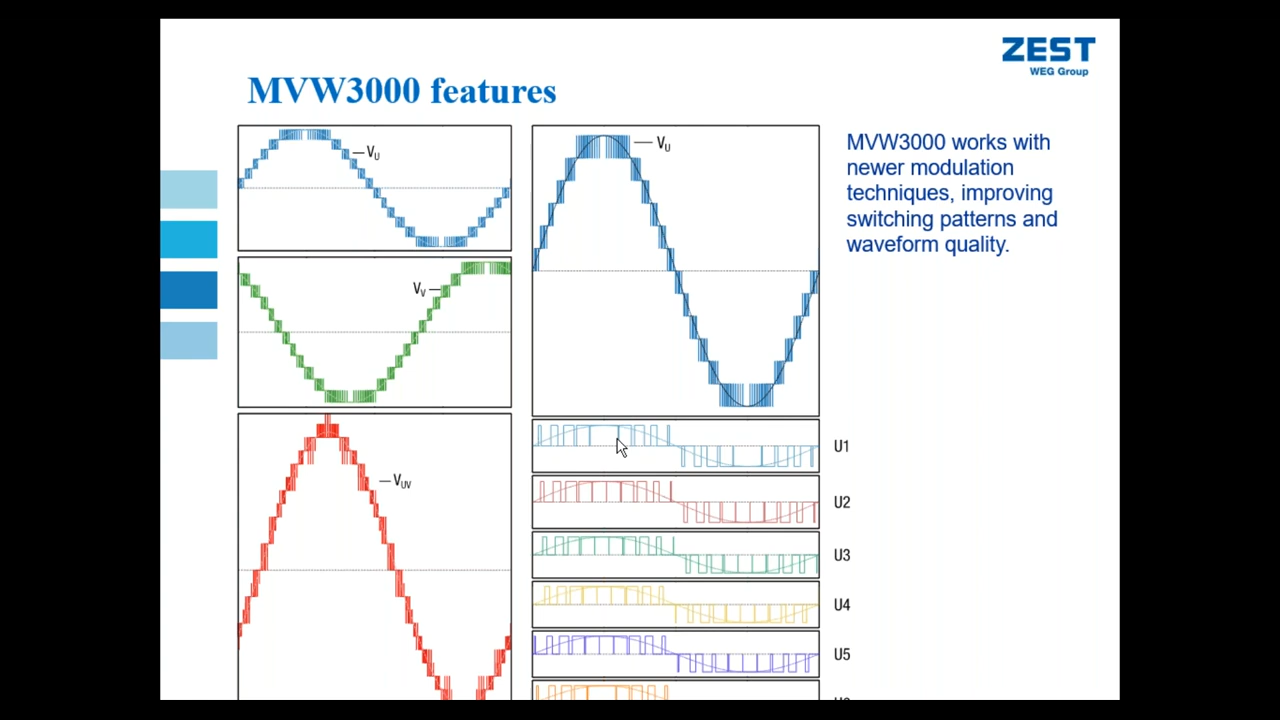 ZEST
WEG Group
MVW3000 features
VU
VU
VV
VUV
MVW3000 works with
newer modulation
techniques, improving
switching patterns and
waveform quality.
U1
U2
U3
U4
U5